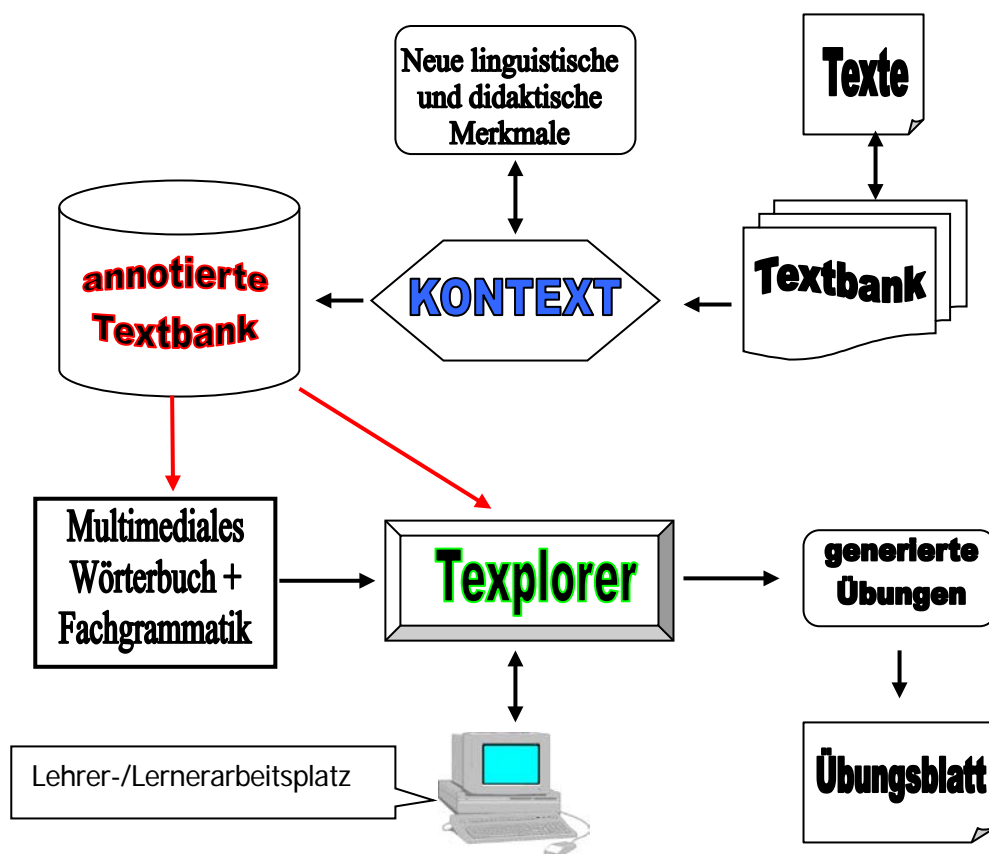 Neue linguistische
und didaktische
Merkmale
Texte
annotierte
Textbank
KONTEXT
Textbank
Multimediales
Wörterbuch +
Fachgrammatik
Texplorer
generierte
Übungen
Lehrer-/Lernerarbeitsplatz
Übungsblatt